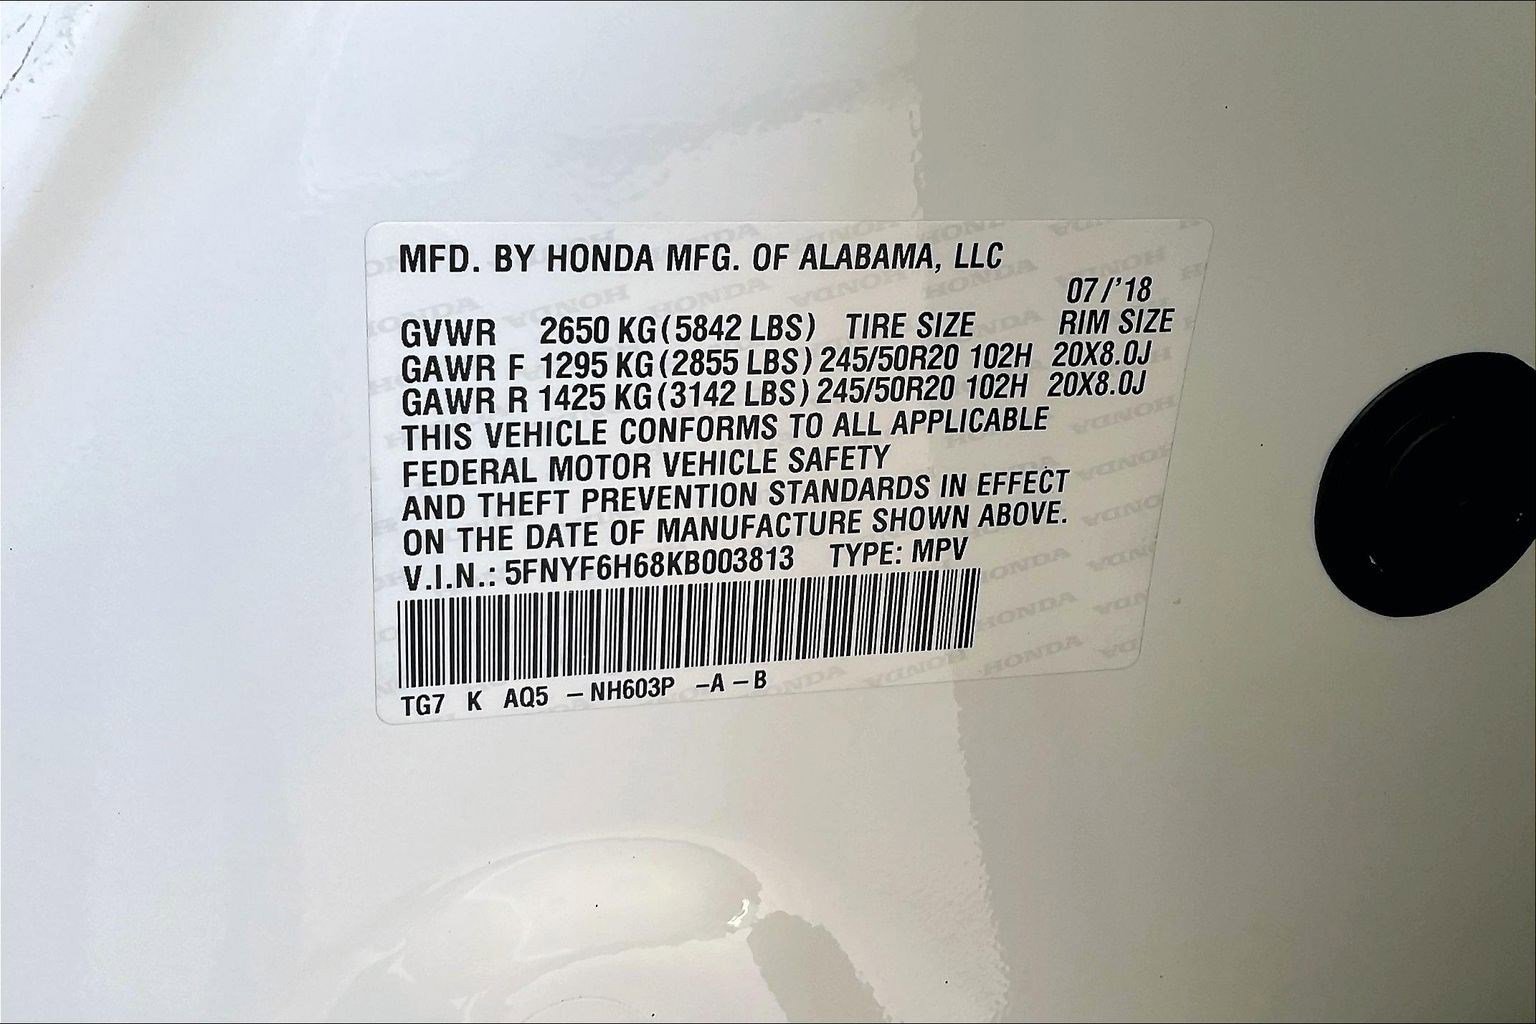 MFD. BY HONDA MFG. OF ALABAMA, LLC
07/'18
GVWR 2650 KG (5842 LBS) TIRE SIZE RIM SIZE
GAWR F 1295 KG (2855 LBS) 245/50R20 102H 20X8.0J
GAWR R 1425 KG (3142 LBS) 245/50R20 102H 20X8.0J
THIS VEHICLE CONFORMS TO ALL APPLICABLE
FEDERAL MOTOR VEHICLE SAFETY
AND THEFT PREVENTION STANDARDS IN EFFECT
ON THE DATE OF MANUFACTURE SHOWN ABOVE.
V.I.N.: 5FNYF6H68KB003813 TYPE: MPV
TG7 K AQ5 -NH603P -A -B